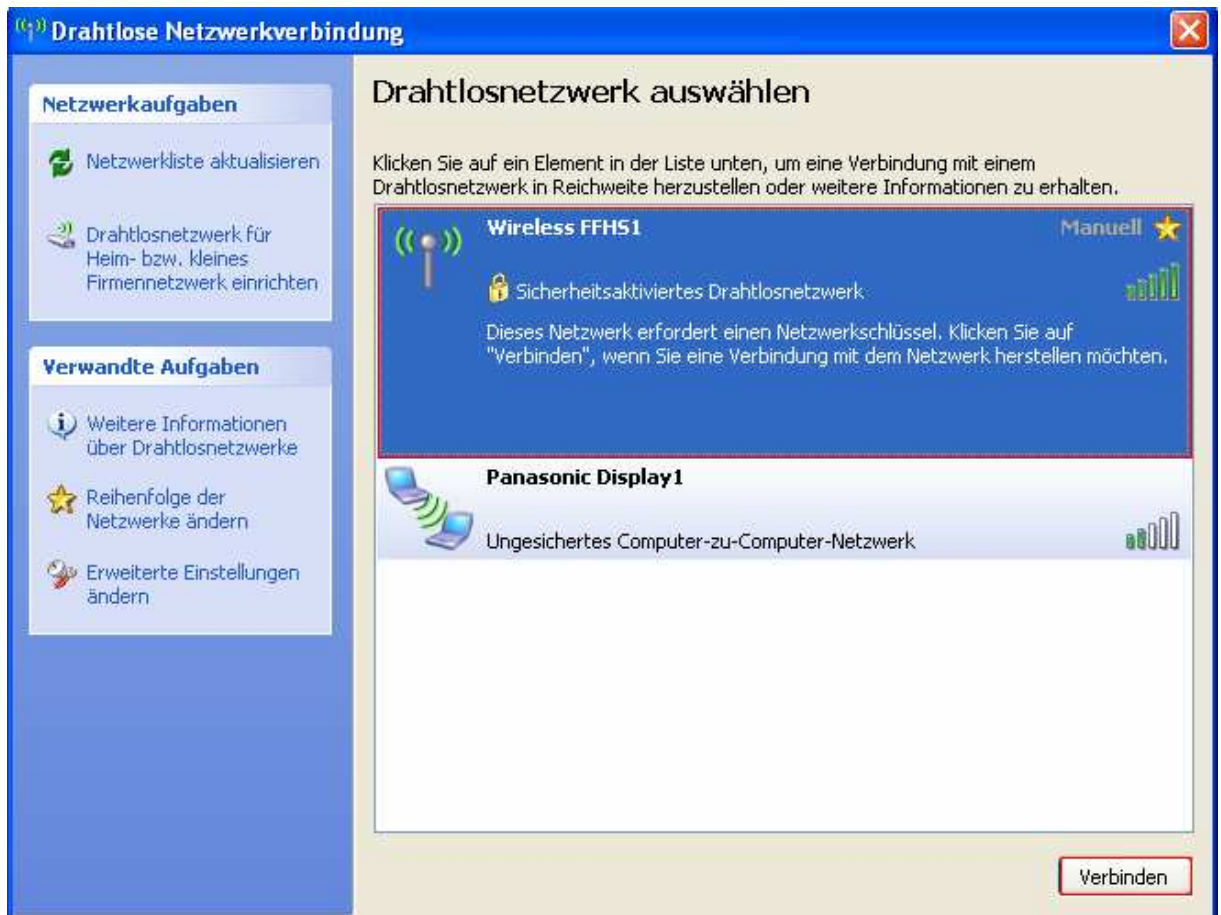 Drahtlose Netzwerkverbindung
Netzwerkaufgaben
Netzwerkliste aktualisieren
Drahtlosnetzwerk für
Heim- bzw. kleines
Firmennetzwerk einrichten
Verwandte Aufgaben
Weitere Informationen
über Drahtlosnetzwerke
Reihenfolge der
Netzwerke ändern
Erweiterte Einstellungen
ändern
Drahtlosnetzwerk auswählen
Klicken Sie auf ein Element in der Liste unten, um eine Verbindung mit einem
Drahtlosnetzwerk in Reichweite herzustellen oder weitere Informationen zu erhalten.
Wireless FFHS1 Manuell
Sicherheitsaktiviertes Drahtlosnetzwerk
Dieses Netzwerk erfordert einen Netzwerkschlüssel. Klicken Sie auf
"Verbinden", wenn Sie eine Verbindung mit dem Netzwerk herstellen möchten.
Panasonic Display1
Ungesichertes Computer-zu-Computer-Netzwerk
Verbinden